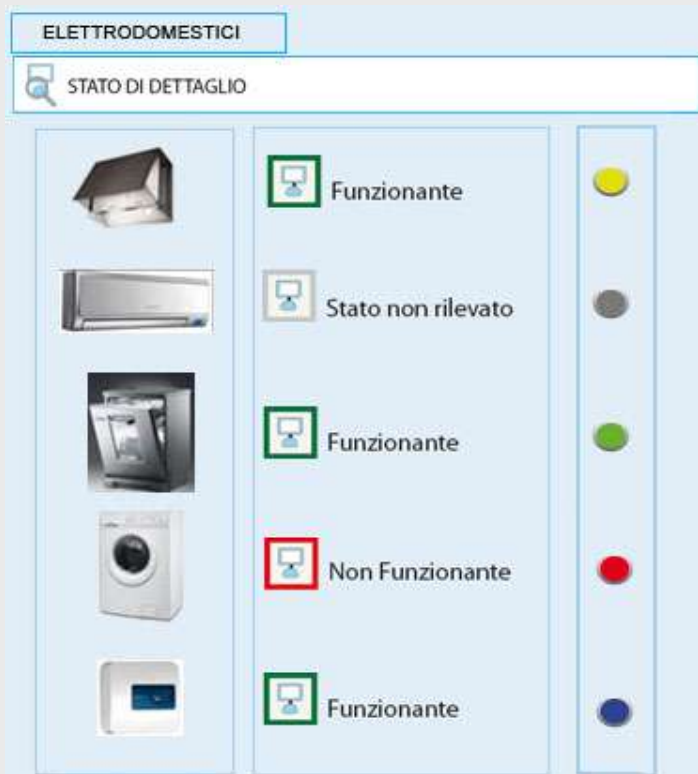 ELETTRODOMESTICI
STATO DI DETTAGLIO
Funzionante
Stato non rilevato
Funzionante
Non Funzionante
Funzionante